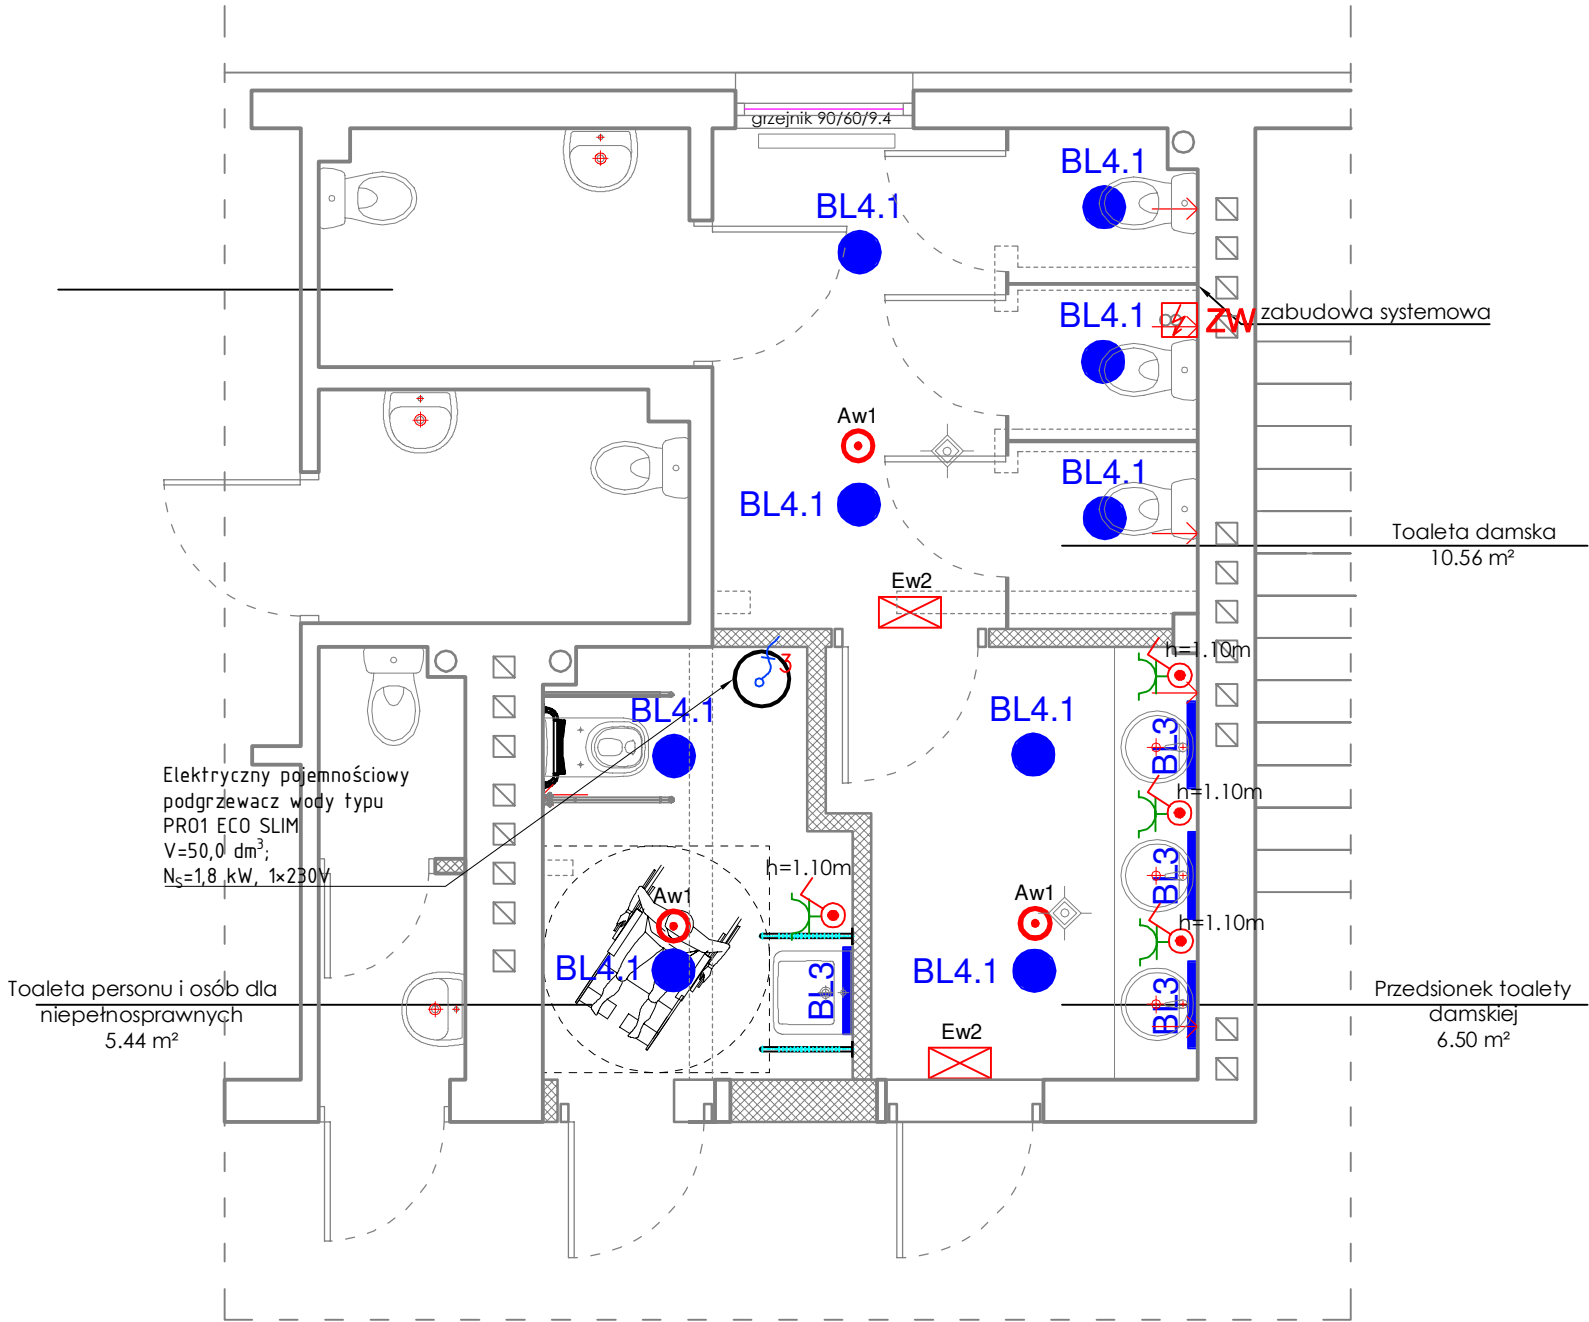 grzejnik 90/60/9.4
BL4.1
BL4.1
BL4.1
ZW
zabudowa systemowa
Aw1
BL4.1
BL4.1
Toaleta damska
10.56 m²
Ew2
h=1.10m
3
BL4.1
BL4.1
BL3
Elektryczny pojemnościowy
podgrzewacz wody typu
PRO1 ECO SLIM
V=50,0 dm³;
Nₛ=1,8 kW, 1×230V
h=1.10m
h=1.10m
BL3
Aw1
Aw1
h=1.10m
BL4.1
BL3
BL4.1
BL3
Toaleta personu i osób dla
niepełnosprawnych
5.44 m²
Przedsionek toalety
damskiej
6.50 m²
Ew2